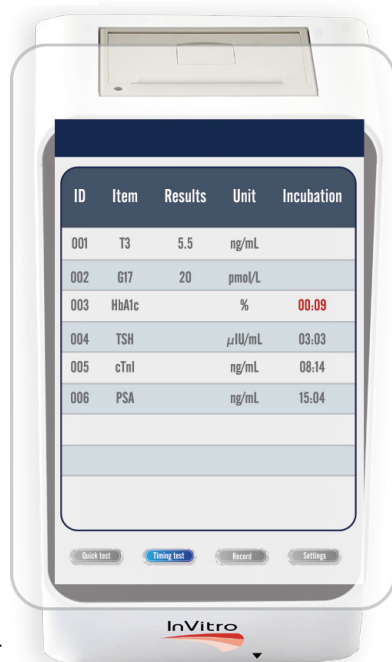 ID Item Results Unit Incubation
001 T3 5.5 ng/mL
002 G17 20 pmol/L
003 HbA1c % 00:09
004 TSH µIU/mL 03:03
005 cTnI ng/mL 08:14
006 PSA ng/mL 15:04
Quick test Timing test Record Settings
InVitro